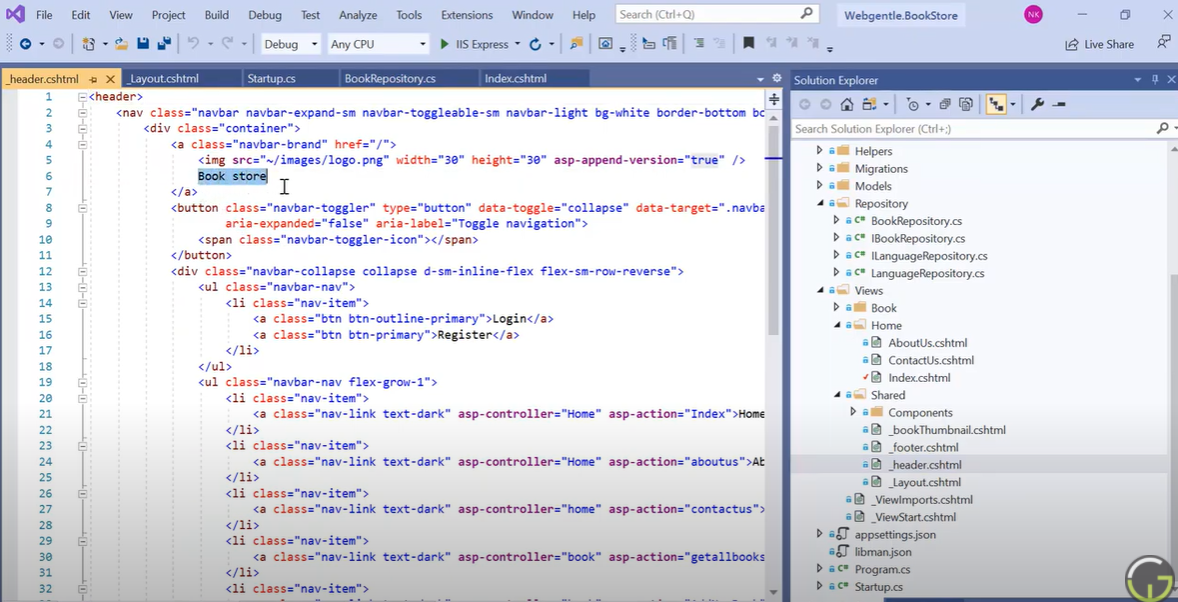 File Edit View Project Build Debug Test Analyze Tools Extensions Window Help Search (Ctrl+Q) Webgentle.BookStore NK
Debug Any CPU IIS Express Live Share
_header.cshtml _Layout.cshtml Startup.cs BookRepository.cs Index.cshtml
1 <header>
2 <nav class="navbar navbar-expand-sm navbar-toggleable-sm navbar-light bg-white border-bottom bo
3 <div class="container">
4 <a class="navbar-brand" href="/">
5 <img src="~/images/logo.png" width="30" height="30" asp-append-version="true" />
6 Book store
7 </a>
8 <button class="navbar-toggler" type="button" data-toggle="collapse" data-target=".navba
9 aria-expanded="false" aria-label="Toggle navigation">
10 <span class="navbar-toggler-icon"></span>
11 </button>
12 <div class="navbar-collapse collapse d-sm-inline-flex flex-sm-row-reverse">
13 <ul class="navbar-nav">
14 <li class="nav-item">
15 <a class="btn btn-outline-primary">Login</a>
16 <a class="btn btn-primary">Register</a>
17 </li>
18 </ul>
19 <ul class="navbar-nav flex-grow-1">
20 <li class="nav-item">
21 <a class="nav-link text-dark" asp-controller="Home" asp-action="Index">Home
22 </li>
23 <li class="nav-item">
24 <a class="nav-link text-dark" asp-controller="Home" asp-action="aboutus">Ab
25 </li>
26 <li class="nav-item">
27 <a class="nav-link text-dark" asp-controller="home" asp-action="contactus">
28 </li>
29 <li class="nav-item">
30 <a class="nav-link text-dark" asp-controller="book" asp-action="getallbooks
31 </li>
32 <li class="nav-item">
Solution Explorer
Search Solution Explorer (Ctrl+;)
Helpers
Migrations
Models
Repository
C# BookRepository.cs
C# IBookRepository.cs
C# ILanguageRepository.cs
C# LanguageRepository.cs
Views
Book
Home
AboutUs.cshtml
ContactUs.cshtml
Index.cshtml
Shared
Components
_bookThumbnail.cshtml
_footer.cshtml
_header.cshtml
_Layout.cshtml
_ViewImports.cshtml
_ViewStart.cshtml
appsettings.json
libman.json
C# Program.cs
C# Startup.cs